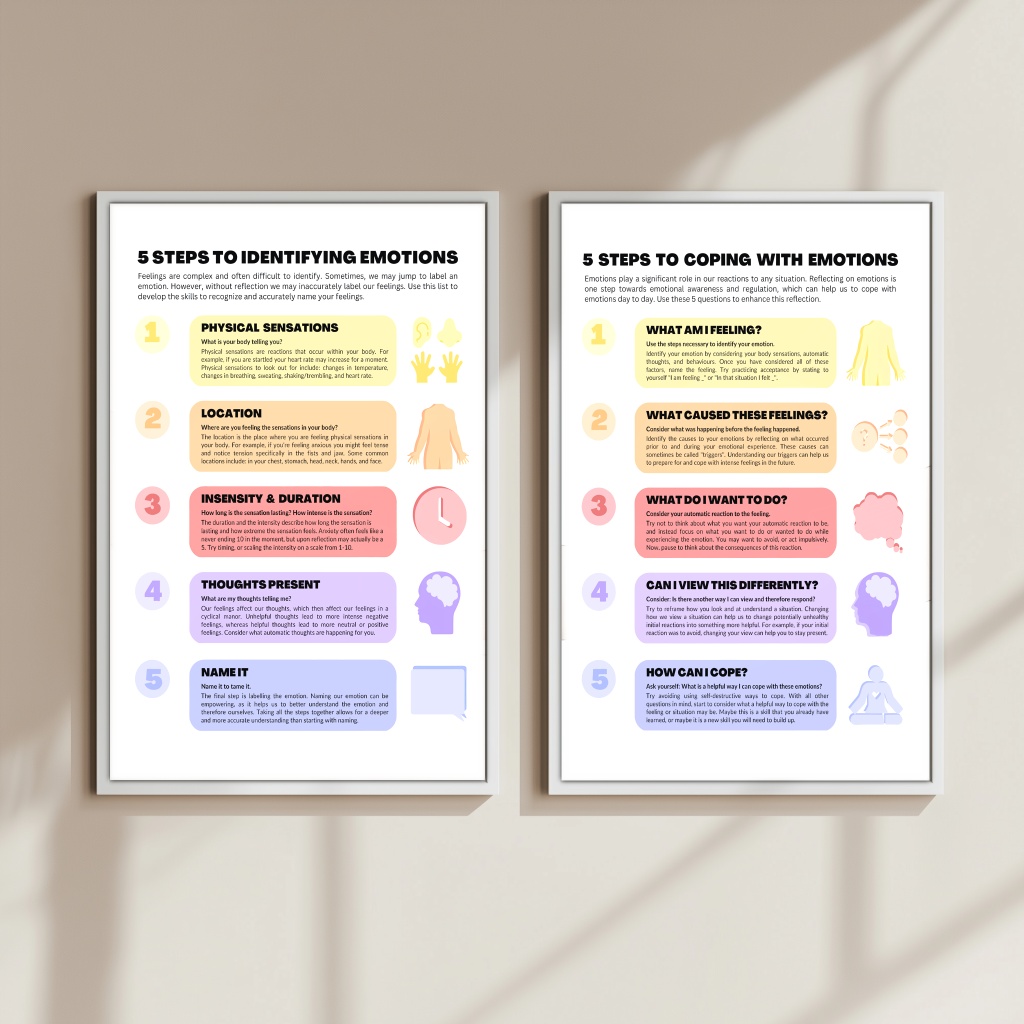 5 STEPS TO IDENTIFYING EMOTIONS
Feelings are complex and often difficult to identify. Sometimes, we may jump to label an
emotion. However, without reflection we may inaccurately label our feelings. Use this list to
develop the skills to recognize and accurately name your feelings.
1
PHYSICAL SENSATIONS
What is your body telling you?
Physical sensations are reactions that occur within your body. For
example, if you are startled your heart rate may increase for a moment.
Physical sensations to look out for include: changes in temperature,
changes in breathing, sweating, shaking/trembling, and heart rate.
2
LOCATION
Where are you feeling the sensations in your body?
The location is the place where you are feeling physical sensations in
your body. For example, if you're feeling anxious you might feel tense
and notice tension specifically in the fists and jaw. Some common
locations include: in your chest, stomach, head, neck, hands, and face.
3
INSENSITY & DURATION
How long is the sensation lasting? How intense is the sensation?
The duration and the intensity describe how long the sensation is
lasting and how extreme the sensation feels. Anxiety often feels like a
never ending 10 in the moment, but upon reflection may actually be a
5. Try timing, or scaling the intensity on a scale from 1-10.
4
THOUGHTS PRESENT
What are my thoughts telling me?
Our feelings affect our thoughts, which then affect our feelings in a
cyclical manor. Unhelpful thoughts lead to more intense negative
feelings, whereas helpful thoughts lead to more neutral or positive
feelings. Consider what automatic thoughts are happening for you.
5
NAME IT
Name it to tame it.
The final step is labelling the emotion. Naming our emotion can be
empowering, as it helps us to better understand the emotion and
therefore ourselves. Taking all the steps together allows for a deeper
and more accurate understanding than starting with naming.
5 STEPS TO COPING WITH EMOTIONS
Emotions play a significant role in our reactions to any situation. Reflecting on emotions is
one step towards emotional awareness and regulation, which can help us to cope with
emotions day to day. Use these 5 questions to enhance this reflection.
1
WHAT AM I FEELING?
Use the steps necessary to identify your emotion.
Identify your emotion by considering your body sensations, automatic
thoughts, and behaviours. Once you have considered all of these
factors, name the feeling. Try practicing acceptance by stating to
yourself "I am feeling _" or "In that situation I felt _".
2
WHAT CAUSED THESE FEELINGS?
Consider what was happening before the feeling happened.
Identify the causes to your emotions by reflecting on what occurred
prior to and during your emotional experience. These causes can
sometimes be called "triggers". Understanding our triggers can help us
to prepare for and cope with intense feelings in the future.
3
WHAT DO I WANT TO DO?
Consider your automatic reaction to the feeling.
Try not to think about what you want your automatic reaction to be,
and instead focus on what you want to do or wanted to do while
experiencing the emotion. You may want to avoid, or act impulsively.
Now, pause to think about the consequences of this reaction.
4
CAN I VIEW THIS DIFFERENTLY?
Consider: Is there another way I can view and therefore respond?
Try to reframe how you look and at understand a situation. Changing
how we view a situation can help us to change potentially unhealthy
initial reactions into something more helpful. For example, if your initial
reaction was to avoid, changing your view can help you to stay present.
5
HOW CAN I COPE?
Ask yourself: What is a helpful way I can cope with these emotions?
Try avoiding using self-destructive ways to cope. With all other
questions in mind, start to consider what a helpful way to cope with the
feeling or situation may be. Maybe this is a skill that you already have
learned, or maybe it is a new skill you will need to build up.